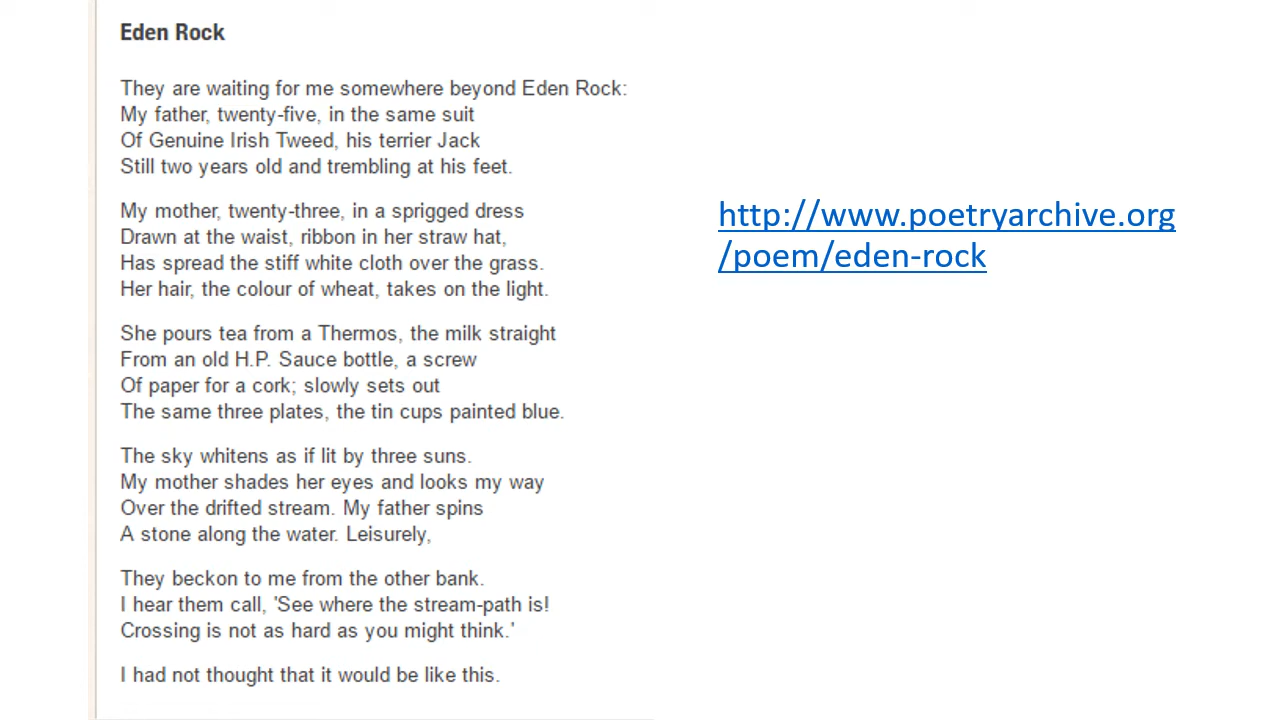 Eden Rock
They are waiting for me somewhere beyond Eden Rock:
My father, twenty-five, in the same suit
Of Genuine Irish Tweed, his terrier Jack
Still two years old and trembling at his feet.
My mother, twenty-three, in a sprigged dress
Drawn at the waist, ribbon in her straw hat,
Has spread the stiff white cloth over the grass.
Her hair, the colour of wheat, takes on the light.
She pours tea from a Thermos, the milk straight
From an old H.P. Sauce bottle, a screw
Of paper for a cork; slowly sets out
The same three plates, the tin cups painted blue.
The sky whitens as if lit by three suns.
My mother shades her eyes and looks my way
Over the drifted stream. My father spins
A stone along the water. Leisurely,
They beckon to me from the other bank.
I hear them call, 'See where the stream-path is!
Crossing is not as hard as you might think.'
I had not thought that it would be like this.
http://www.poetryarchive.org
/poem/eden-rock